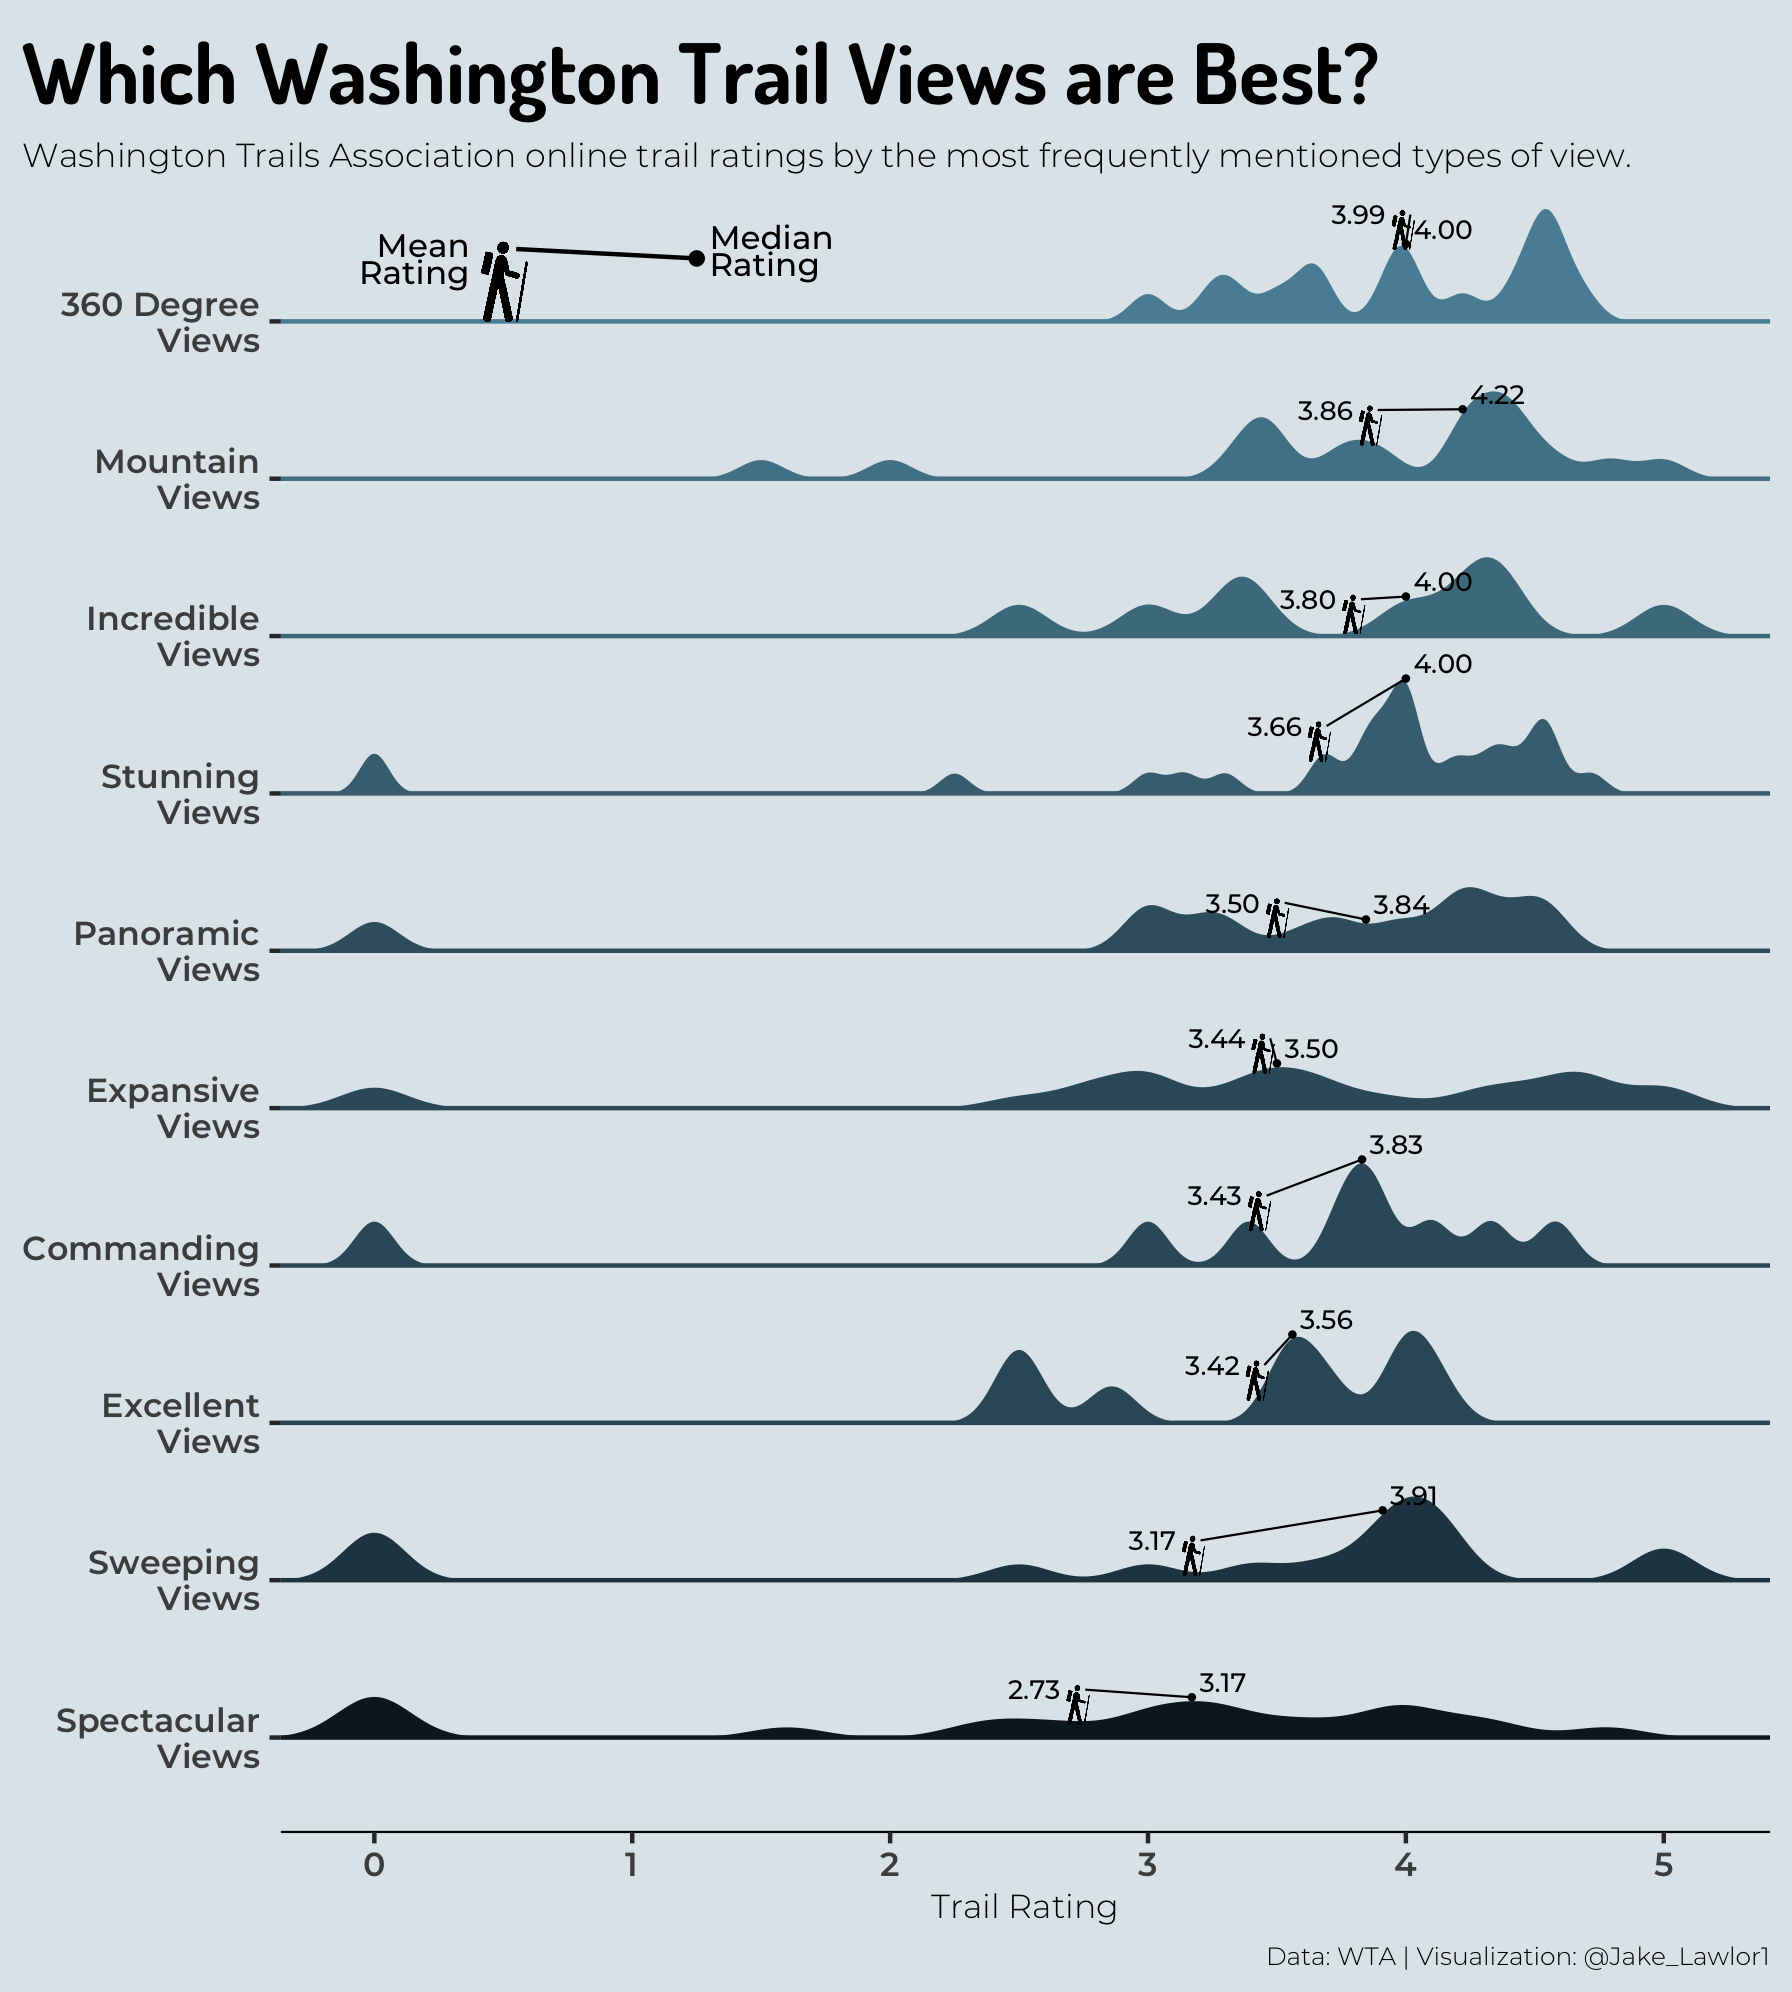 Which Washington Trail Views are Best?
Washington Trails Association online trail ratings by the most frequently mentioned types of view.
Mean
Rating
Median
Rating
360 Degree
Views
3.99
4.00
Mountain
Views
3.86
4.22
Incredible
Views
3.80
4.00
Stunning
Views
3.66
4.00
Panoramic
Views
3.50
3.84
Expansive
Views
3.44
3.50
Commanding
Views
3.43
3.83
Excellent
Views
3.42
3.56
Sweeping
Views
3.17
3.91
Spectacular
Views
2.73
3.17
0 1 2 3 4 5
Trail Rating
Data: WTA | Visualization: @Jake_Lawlor1